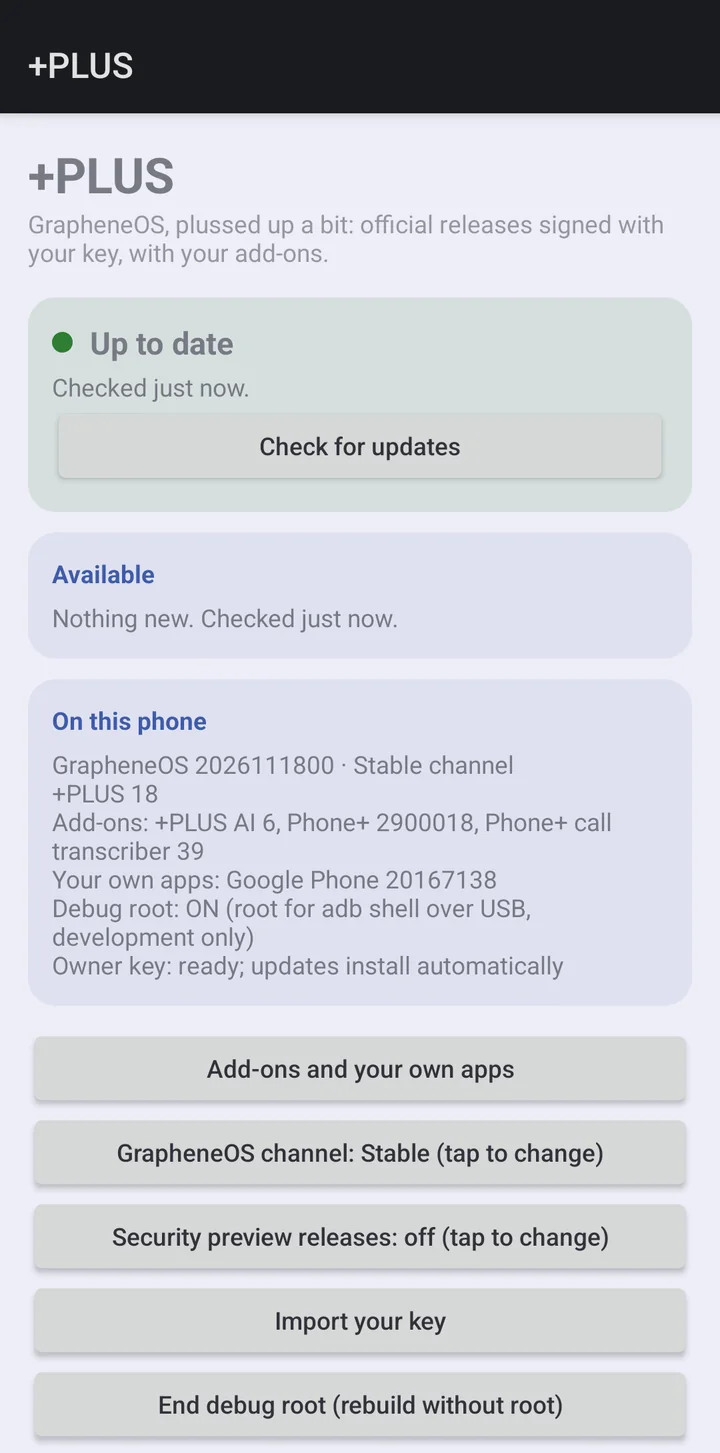 +PLUS
+PLUS
GrapheneOS, plussed up a bit: official releases signed with
your key, with your add-ons.
Up to date
Checked just now.
Check for updates
Available
Nothing new. Checked just now.
On this phone
GrapheneOS 2026111800 · Stable channel
+PLUS 18
Add-ons: +PLUS AI 6, Phone+ 2900018, Phone+ call
transcriber 39
Your own apps: Google Phone 20167138
Debug root: ON (root for adb shell over USB,
development only)
Owner key: ready; updates install automatically
Add-ons and your own apps
GrapheneOS channel: Stable (tap to change)
Security preview releases: off (tap to change)
Import your key
End debug root (rebuild without root)